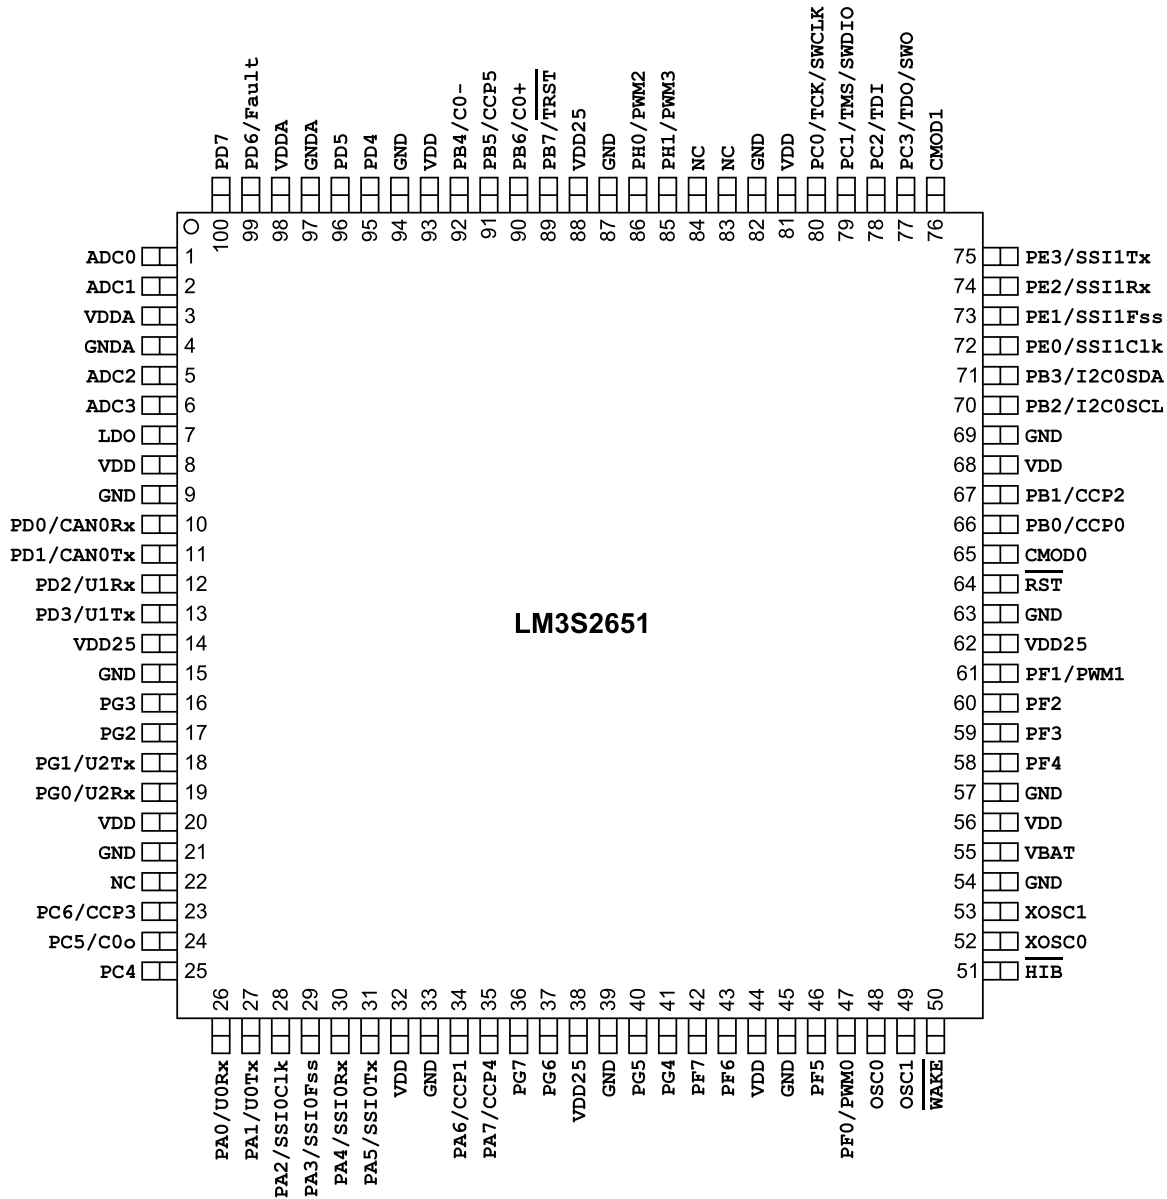 PD7
PD6/Fault
VDDA
GNDA
PD5
PD4
GND
VDD
PB4/C0-
PB5/CCP5
PB6/C0+
PB7/TRST
VDD25
GND
PH0/PWM2
PH1/PWM3
NC
NC
GND
VDD
PC0/TCK/SWCLK
PC1/TMS/SWDIO
PC2/TDI
PC3/TDO/SWO
CMOD1
100 99 98 97 96 95 94 93 92 91 90 89 88 87 86 85 84 83 82 81 80 79 78 77 76
ADC0 1 75 PE3/SSI1Tx
ADC1 2 74 PE2/SSI1Rx
VDDA 3 73 PE1/SSI1Fss
GNDA 4 72 PE0/SSI1Clk
ADC2 5 71 PB3/I2C0SDA
ADC3 6 70 PB2/I2C0SCL
LDO 7 69 GND
VDD 8 68 VDD
GND 9 67 PB1/CCP2
PD0/CAN0Rx 10 66 PB0/CCP0
PD1/CAN0Tx 11 65 CMOD0
PD2/U1Rx 12 64 RST
PD3/U1Tx 13 63 GND
LM3S2651
VDD25 14 62 VDD25
GND 15 61 PF1/PWM1
PG3 16 60 PF2
PG2 17 59 PF3
PG1/U2Tx 18 58 PF4
PG0/U2Rx 19 57 GND
VDD 20 56 VDD
GND 21 55 VBAT
NC 22 54 GND
PC6/CCP3 23 53 XOSC1
PC5/C0o 24 52 XOSC0
PC4 25 51 HIB
26 27 28 29 30 31 32 33 34 35 36 37 38 39 40 41 42 43 44 45 46 47 48 49 50
PA0/U0Rx
PA1/U0Tx
PA2/SSI0Clk
PA3/SSI0Fss
PA4/SSI0Rx
PA5/SSI0Tx
VDD
GND
PA6/CCP1
PA7/CCP4
PG7
PG6
VDD25
GND
PG5
PG4
PF7
PF6
VDD
GND
PF5
PF0/PWM0
OSC0
OSC1
WAKE